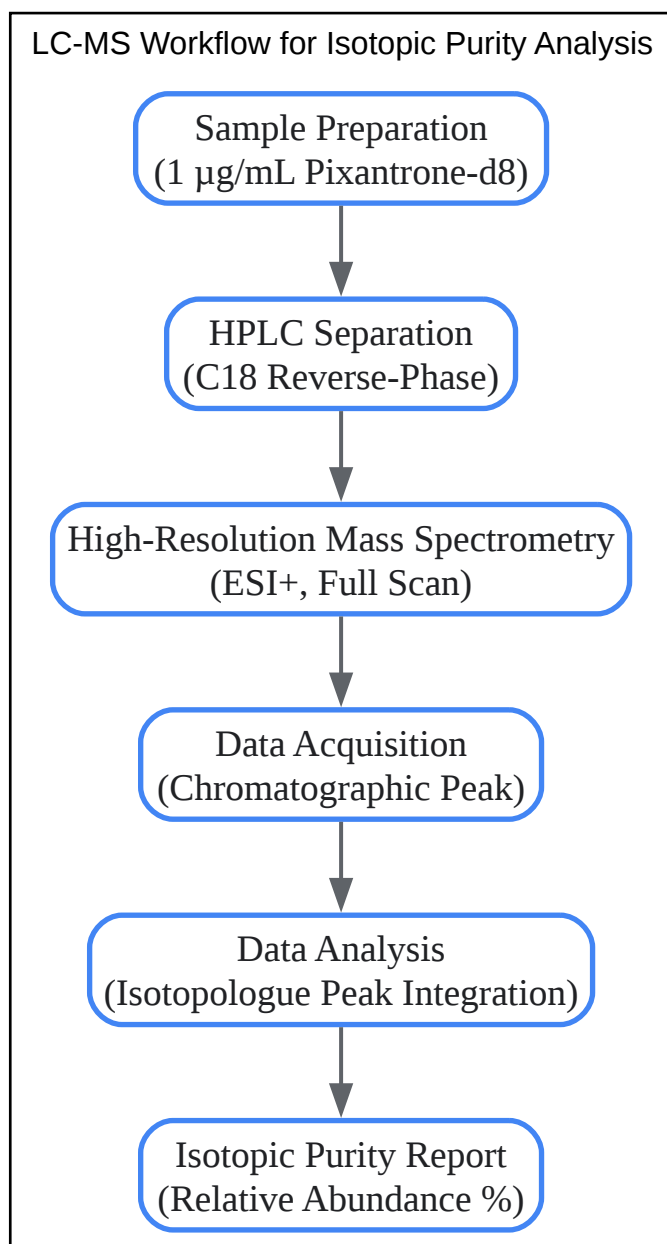 LC-MS Workflow for Isotopic Purity Analysis
Sample Preparation
(1 µg/mL Pixantrone-d8)
HPLC Separation
(C18 Reverse-Phase)
High-Resolution Mass Spectrometry
(ESI+, Full Scan)
Data Acquisition
(Chromatographic Peak)
Data Analysis
(Isotopologue Peak Integration)
Isotopic Purity Report
(Relative Abundance %)